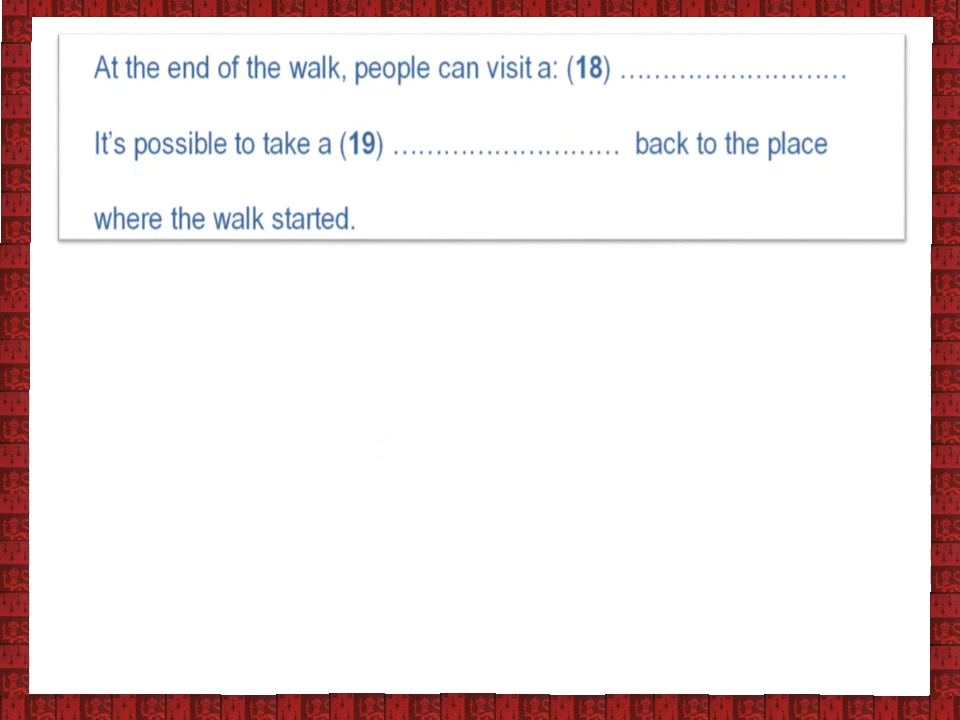 At the end of the walk, people can visit a: (18) ...........................
It's possible to take a (19) ........................... back to the place
where the walk started.